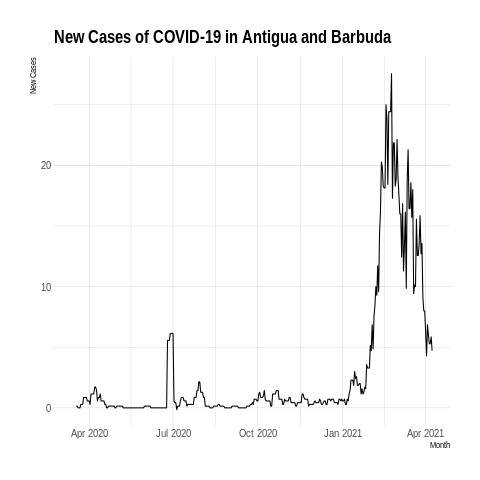 New Cases of COVID-19 in Antigua and Barbuda
New Cases
20
10
0
Apr 2020 Jul 2020 Oct 2020 Jan 2021 Apr 2021
Month